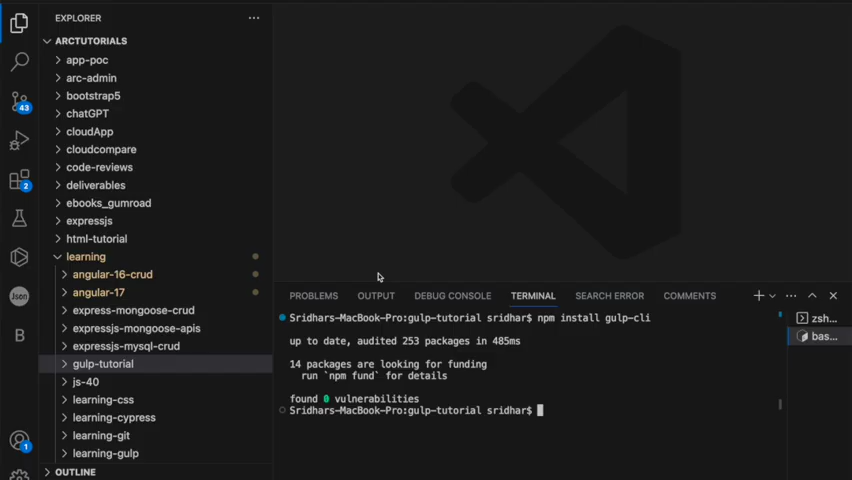 EXPLORER
ARCTUTORIALS
app-poc
arc-admin
bootstrap5
chatGPT
cloudApp
cloudcompare
code-reviews
deliverables
ebooks_gumroad
expressjs
html-tutorial
learning
angular-16-crud
angular-17
express-mongoose-crud
expressjs-mongoose-apis
expressjs-mysql-crud
gulp-tutorial
js-40
learning-css
learning-cypress
learning-git
learning-gulp
OUTLINE
43
2
Json
B
1
PROBLEMS OUTPUT DEBUG CONSOLE TERMINAL SEARCH ERROR COMMENTS
Sridhars-MacBook-Pro:gulp-tutorial sridhar$ npm install gulp-cli
up to date, audited 253 packages in 485ms
14 packages are looking for funding
run `npm fund` for details
found 0 vulnerabilities
Sridhars-MacBook-Pro:gulp-tutorial sridhar$
zsh...
bas...